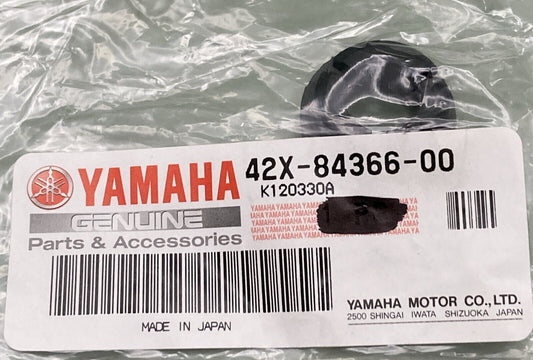 YAMAHA 42X-84366-00
K120330A
GENUINE
Parts & Accessories
YAMAHA YAMAHA YAMAHA YAMAHA YA
MADE IN JAPAN
YAMAHA MOTOR CO.,LTD.
2500 SHINGAI IWATA SHIZUOKA JAPAN